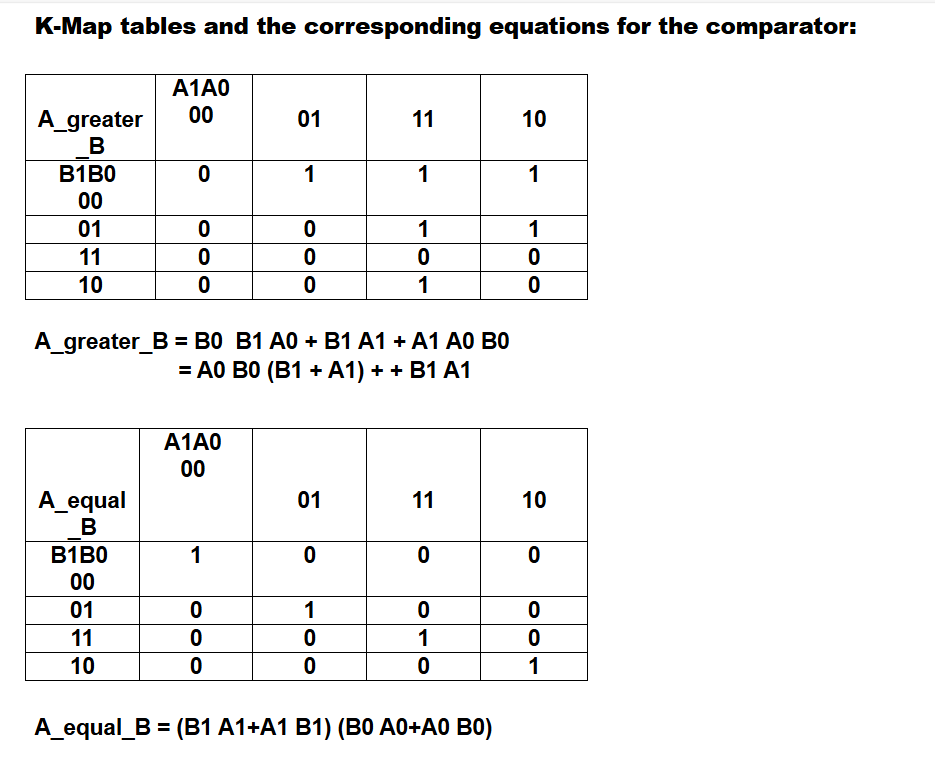 K-Map tables and the corresponding equations for the comparator:
A1A0
A_greater 00 01 11 10
_B
B1B0 0 1 1 1
00
01 0 0 1 1
11 0 0 0 0
10 0 0 1 0
A_greater_B = B0 B1 A0 + B1 A1 + A1 A0 B0
= A0 B0 (B1 + A1) + + B1 A1
A1A0
00
A_equal 01 11 10
_B
B1B0 1 0 0 0
00
01 0 1 0 0
11 0 0 1 0
10 0 0 0 1
A_equal_B = (B1 A1+A1 B1) (B0 A0+A0 B0)